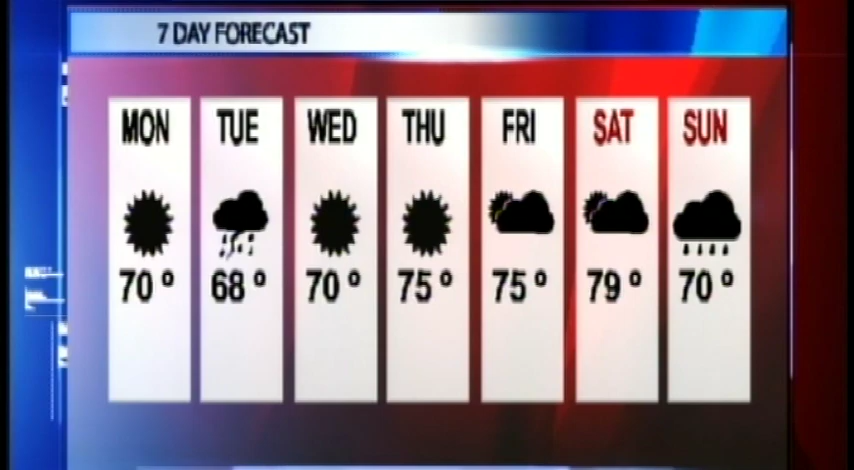 7 DAY FORECAST
MON TUE WED THU FRI SAT SUN
70 º 68 º 70 º 75 º 75 º 79 º 70 º